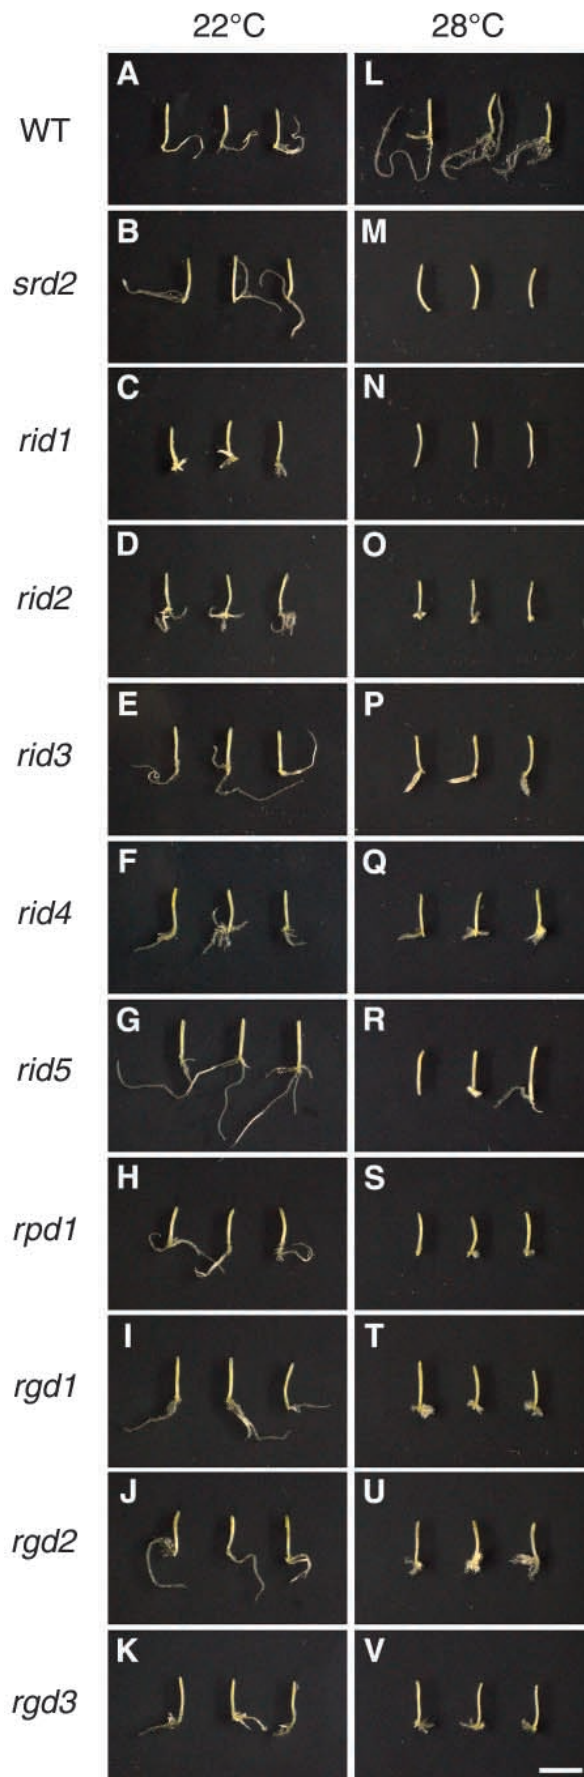 22°C 28°C
WT A L
srd2 B M
rid1 C N
rid2 D O
rid3 E P
rid4 F Q
rid5 G R
rpd1 H S
rgd1 I T
rgd2 J U
rgd3 K V